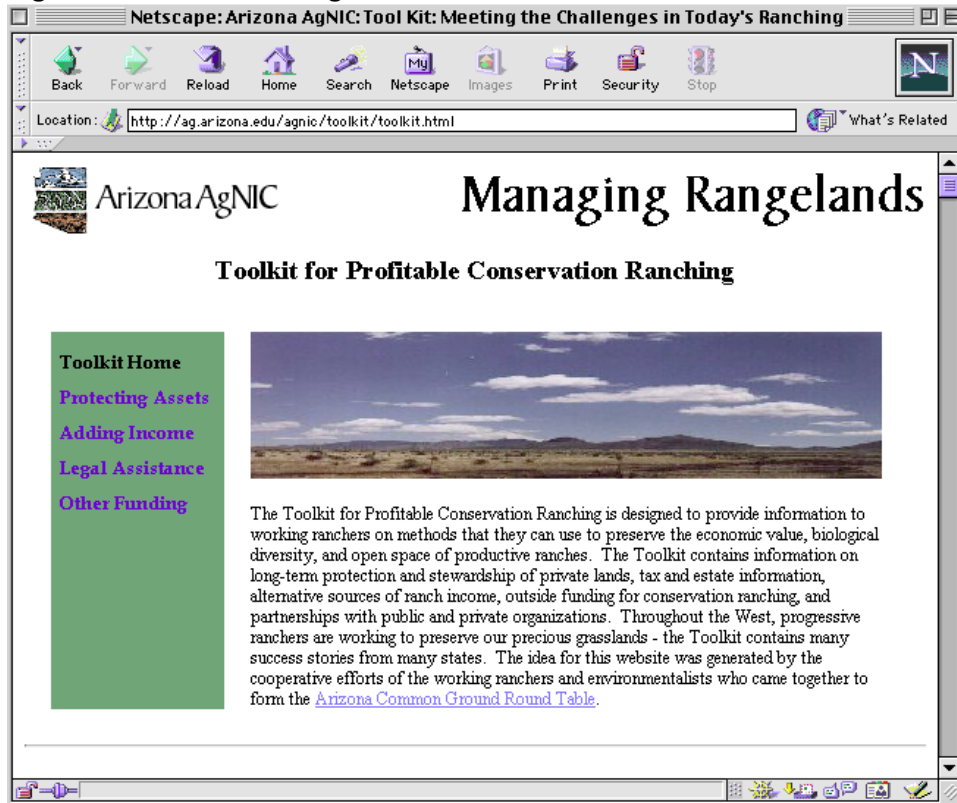 Netscape: Arizona AgNIC: Tool Kit: Meeting the Challenges in Today's Ranching
Back Forward Reload Home Search Netscape Images Print Security Stop
My
N
Location: http://ag.arizona.edu/agnic/toolkit/toolkit.html What's Related
Arizona AgNIC Managing Rangelands
Toolkit for Profitable Conservation Ranching
Toolkit Home
Protecting Assets
Adding Income
Legal Assistance
Other Funding
The Toolkit for Profitable Conservation Ranching is designed to provide information to
working ranchers on methods that they can use to preserve the economic value, biological
diversity, and open space of productive ranches. The Toolkit contains information on
long-term protection and stewardship of private lands, tax and estate information,
alternative sources of ranch income, outside funding for conservation ranching, and
partnerships with public and private organizations. Throughout the West, progressive
ranchers are working to preserve our precious grasslands - the Toolkit contains many
success stories from many states. The idea for this website was generated by the
cooperative efforts of the working ranchers and environmentalists who came together to
form the Arizona Common Ground Round Table.